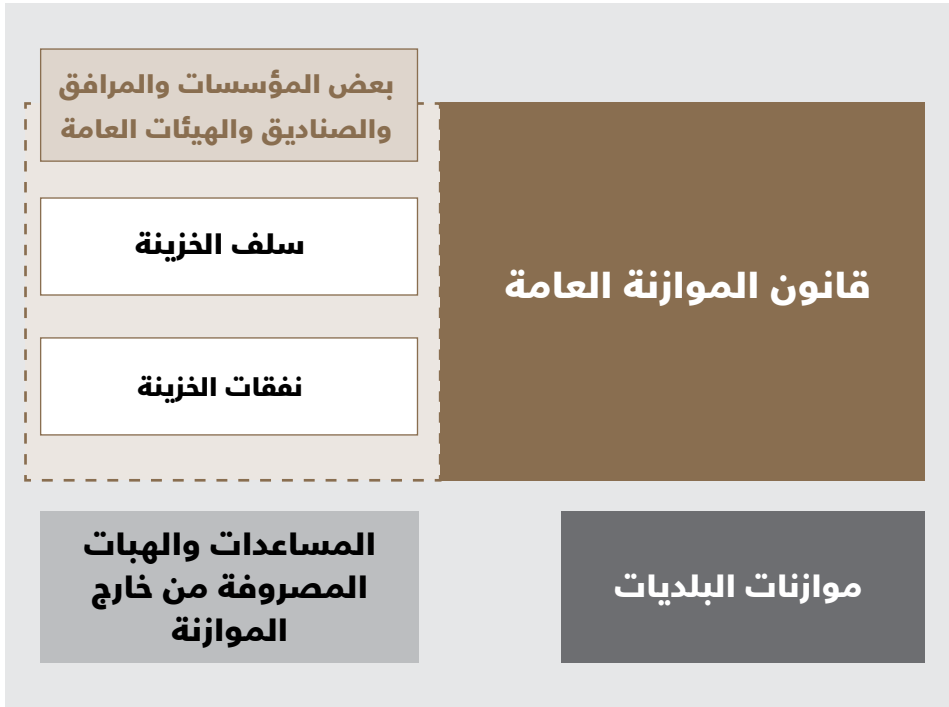 بعض المؤسسات والمرافق
والصناديق والهيئات العامة
سلف الخزينة
قانون الموازنة العامة
نفقات الخزينة
المساعدات والهبات
المصروفة من خارج
الموازنة
موازنات البلديات